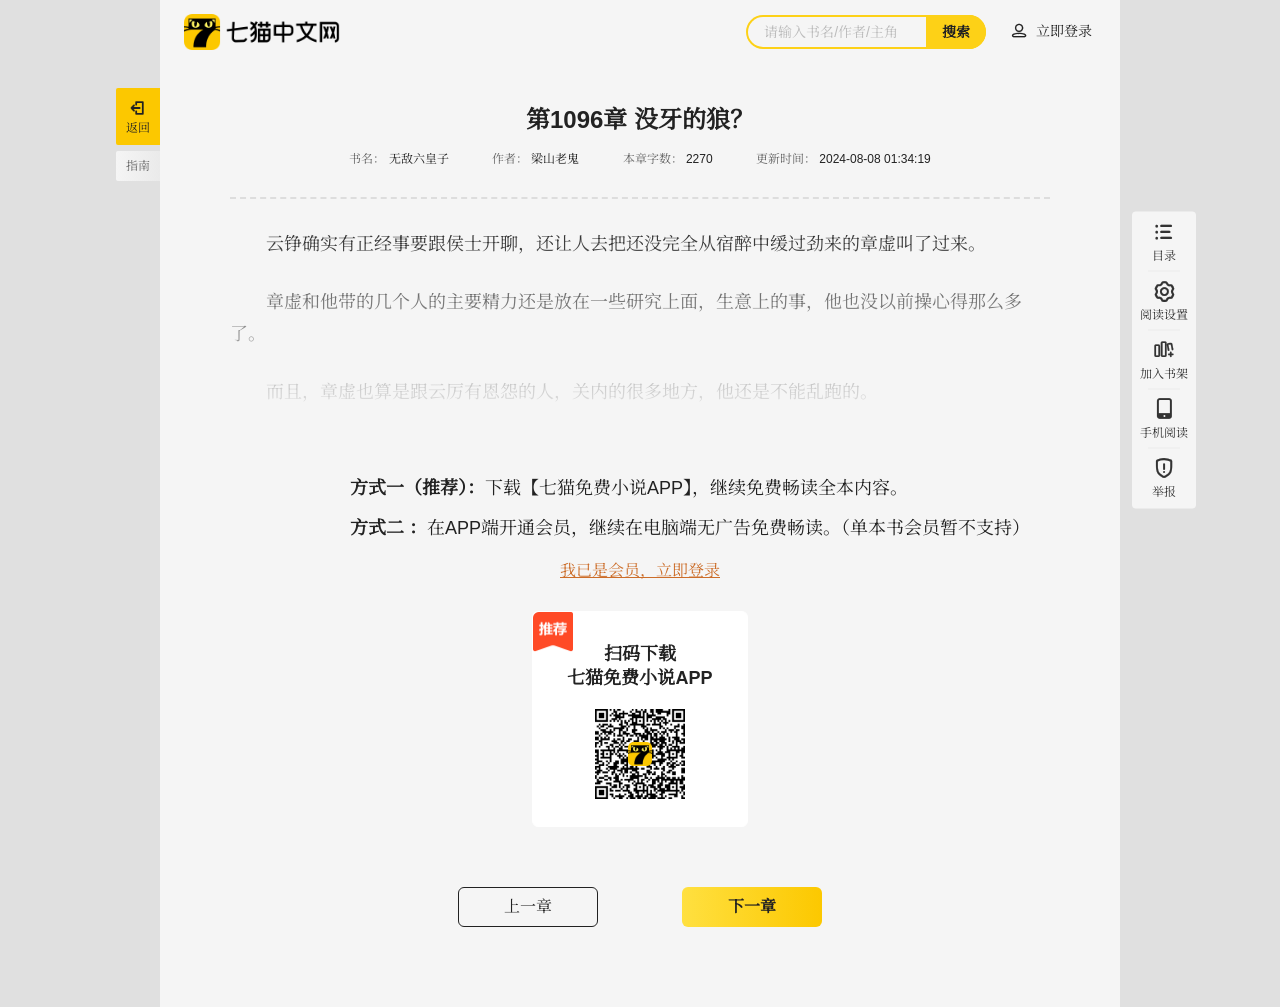 七猫中文网
请输入书名/作者/主角
搜索
立即登录
返回
指南
第1096章 没牙的狼？
书名： 无敌六皇子 作者： 梁山老鬼 本章字数： 2270 更新时间： 2024-08-08 01:34:19
云铮确实有正经事要跟侯士开聊，还让人去把还没完全从宿醉中缓过劲来的章虚叫了过来。
章虚和他带的几个人的主要精力还是放在一些研究上面，生意上的事，他也没以前操心得那么多
了。
而且，章虚也算是跟云厉有恩怨的人，关内的很多地方，他还是不能乱跑的。
方式一（推荐）： 下载【七猫免费小说APP】，继续免费畅读全本内容。
方式二 ： 在APP端开通会员，继续在电脑端无广告免费畅读。（单本书会员暂不支持）
我已是会员，立即登录
推荐
扫码下载
七猫免费小说APP
上一章
下一章
目录
阅读设置
加入书架
手机阅读
举报